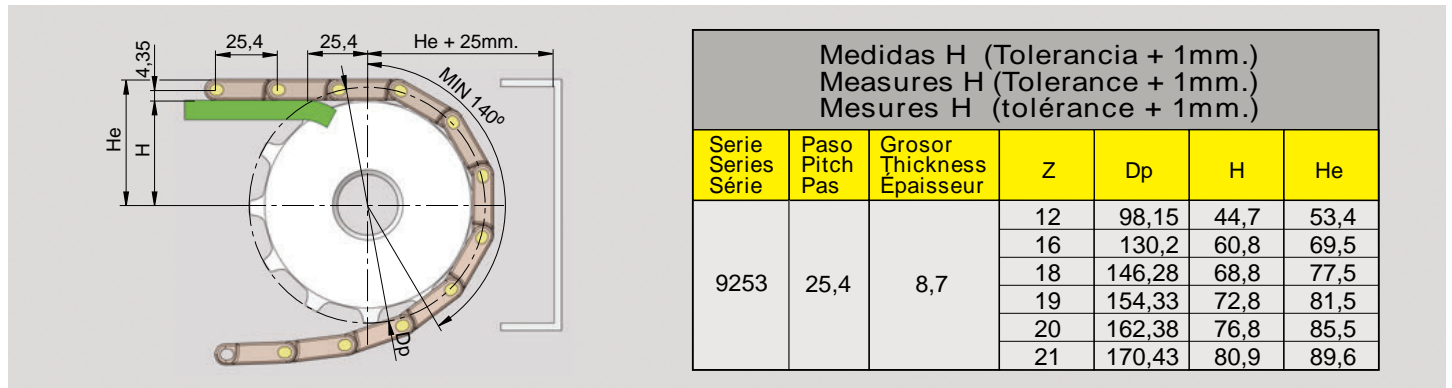 25,4
25,4
He + 25mm.
4,35
MIN 140º
He
H
Dp
Medidas H (Tolerancia + 1mm.)
Measures H (Tolerance + 1mm.)
Mesures H (tolérance + 1mm.)
Serie Series Série
Paso Pitch Pas
Grosor Thickness Épaisseur
Z
Dp
H
He
9253
25,4
8,7
12 98,15 44,7 53,4
16 130,2 60,8 69,5
18 146,28 68,8 77,5
19 154,33 72,8 81,5
20 162,38 76,8 85,5
21 170,43 80,9 89,6